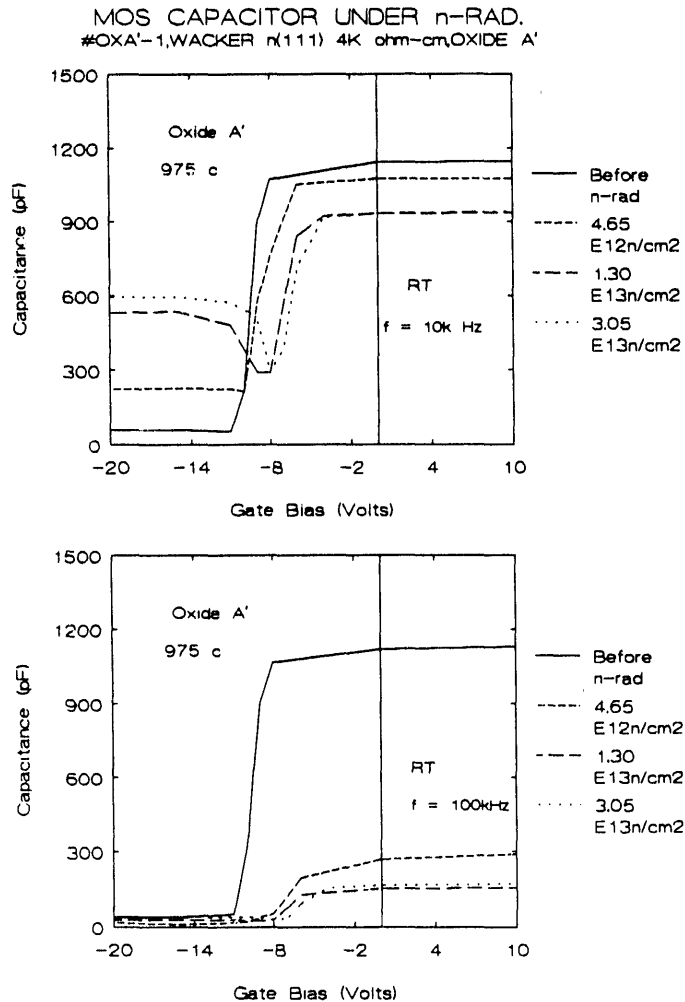 MOS CAPACITOR UNDER n-RAD.
#OXA'-1,WACKER n(111) 4K ohm-cm,OXIDE A'
1500
1200
900
600
300
0
Capacitance (pF)
Oxide A'
975 c
RT
f = 10k Hz
-20
-14
-8
-2
4
10
Gate Bias (Volts)
Before
n-rad
4.65
E12n/cm2
1.30
E13n/cm2
3.05
E13n/cm2
1500
1200
900
600
300
0
Capacitance (pF)
Oxide A'
975 c
RT
f = 100kHz
-20
-14
-8
-2
4
10
Gate Bias (Volts)
Before
n-rad
4.65
E12n/cm2
1.30
E13n/cm2
3.05
E13n/cm2